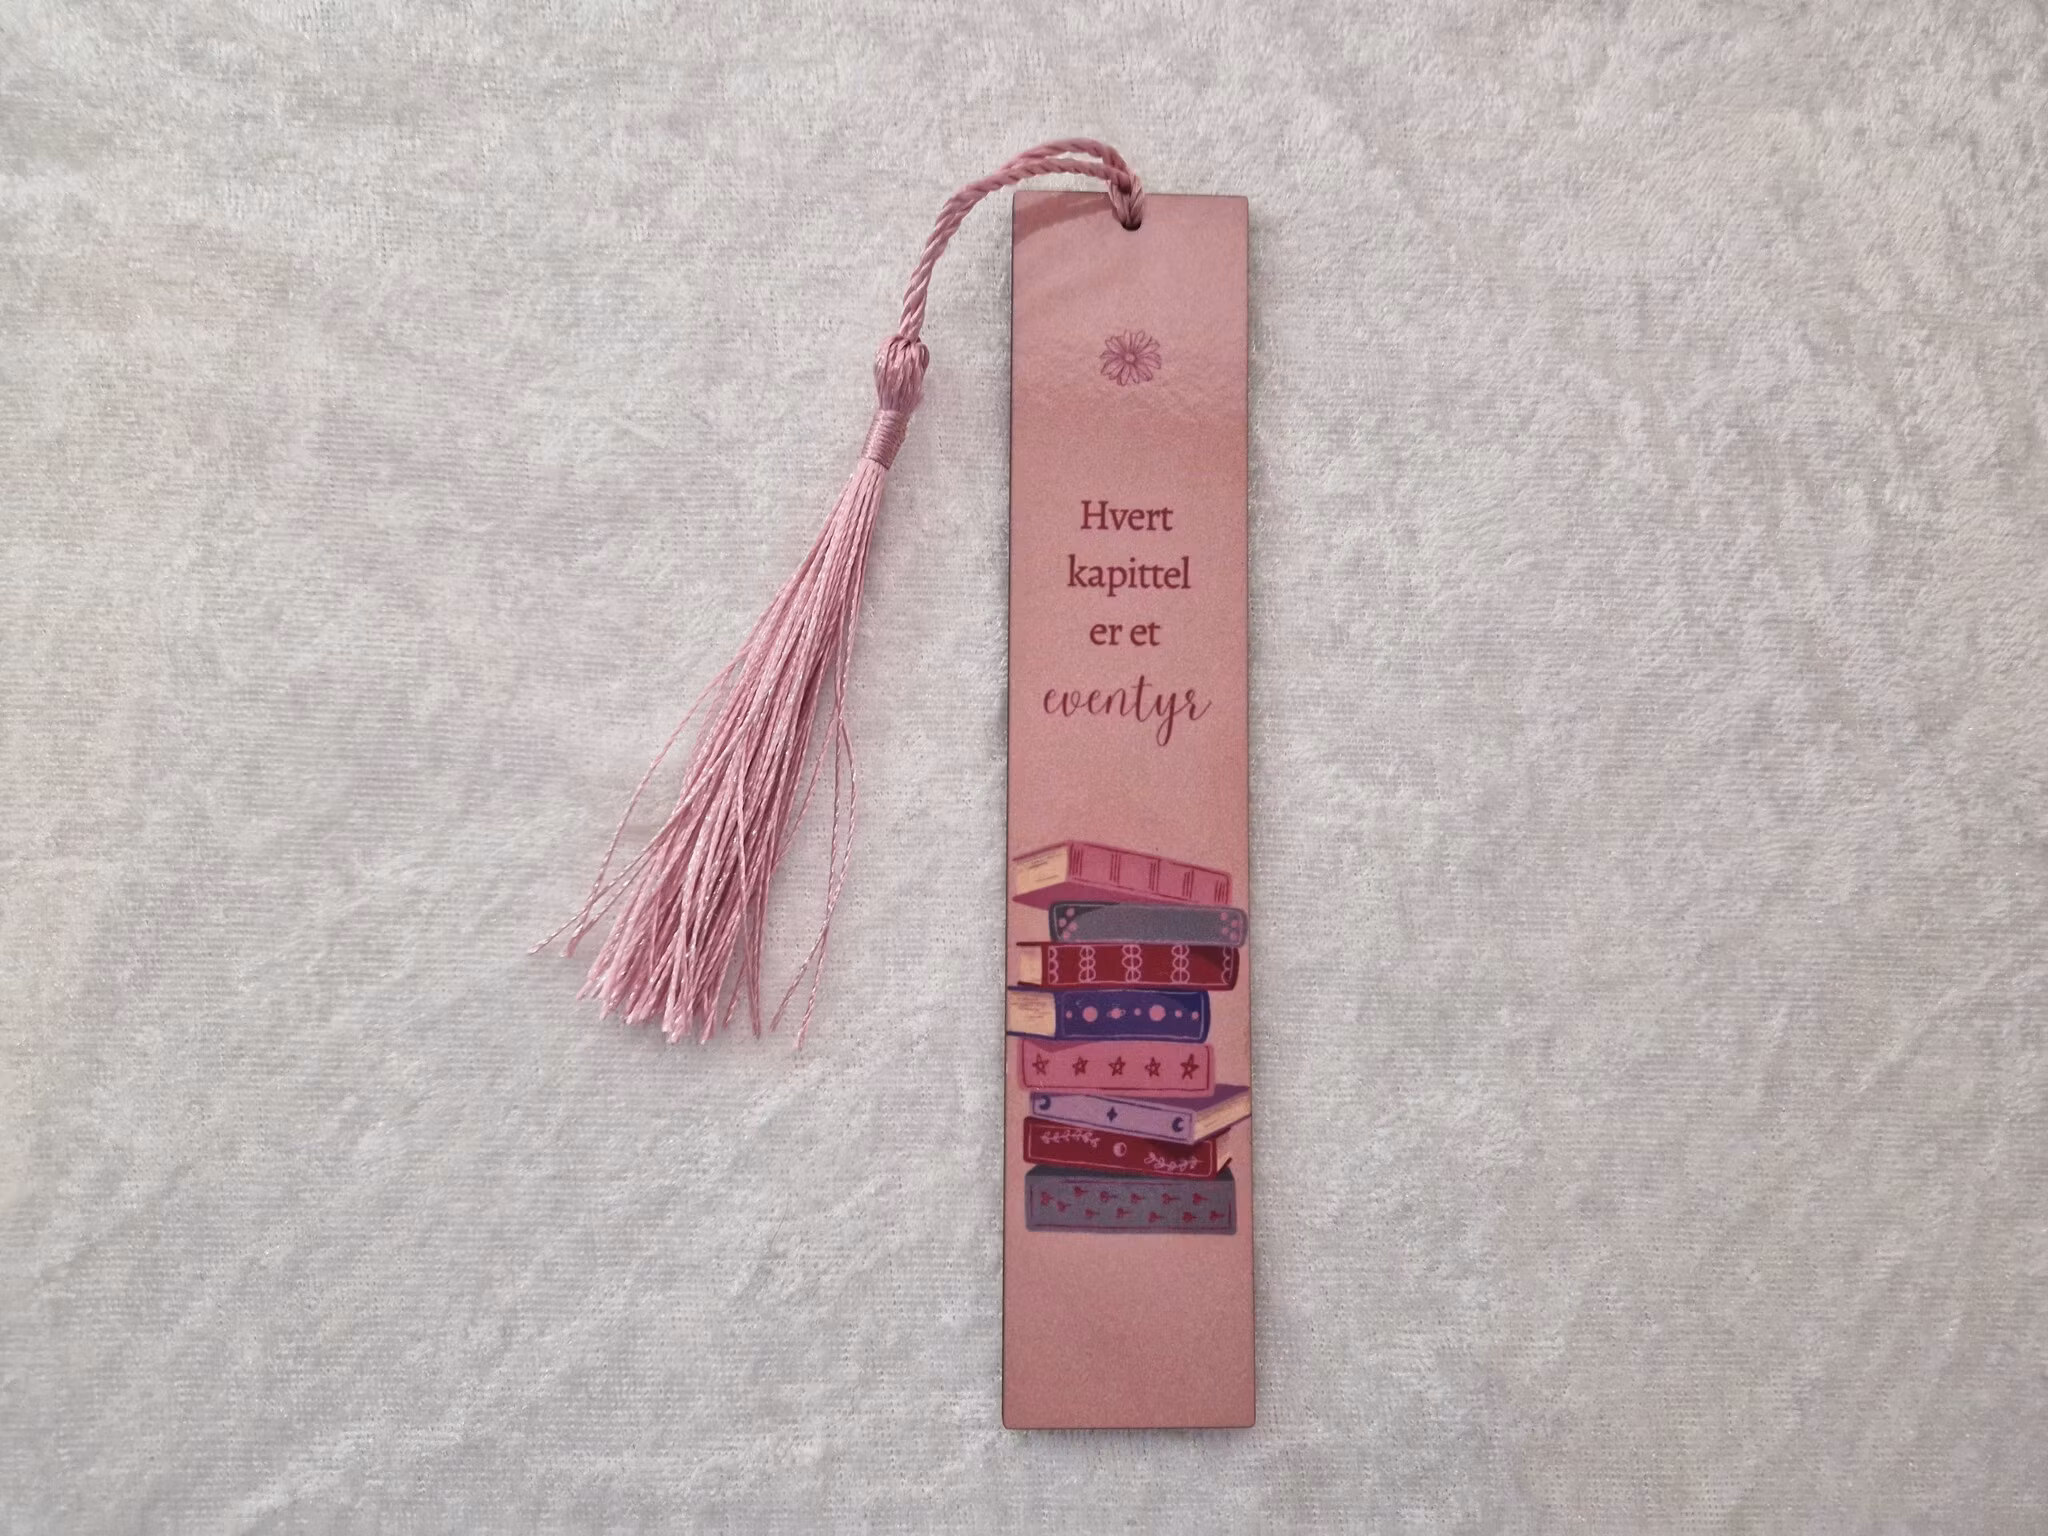 Hvert
kapittel
er et
eventyr